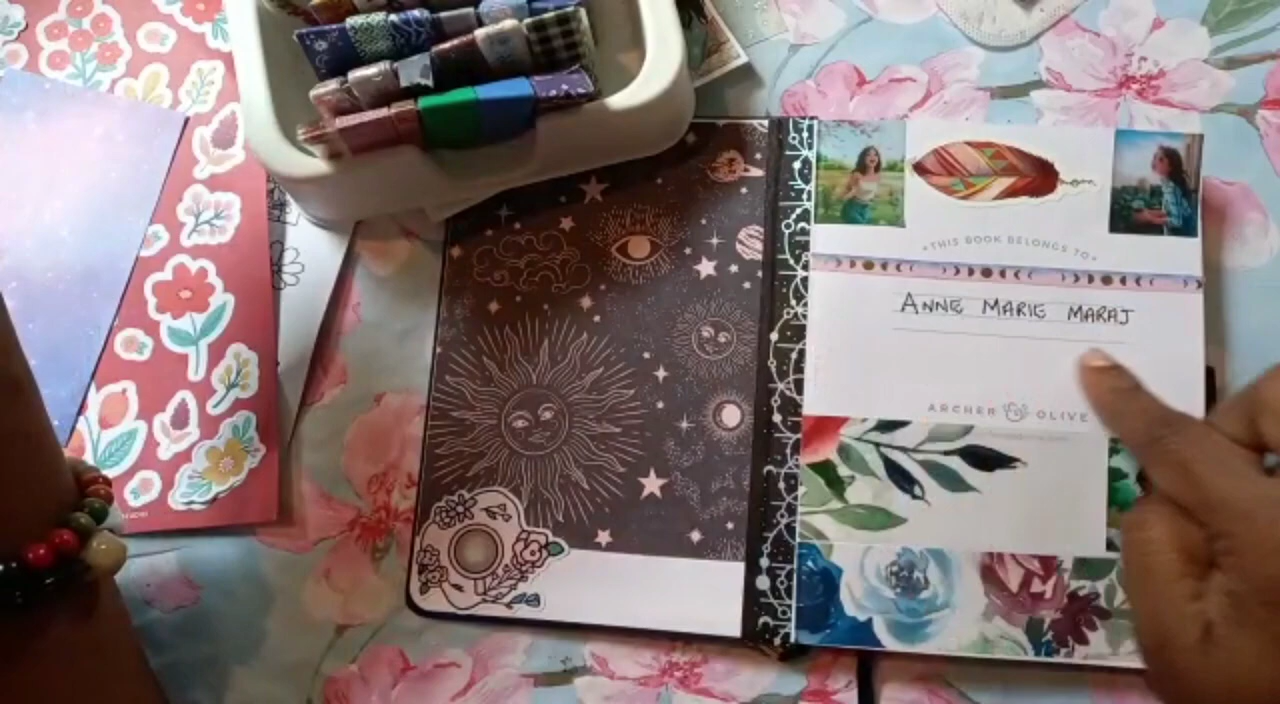 •THIS BOOK BELONGS TO•
ANNE MARIE MARAJ
ARCHER OLIVE